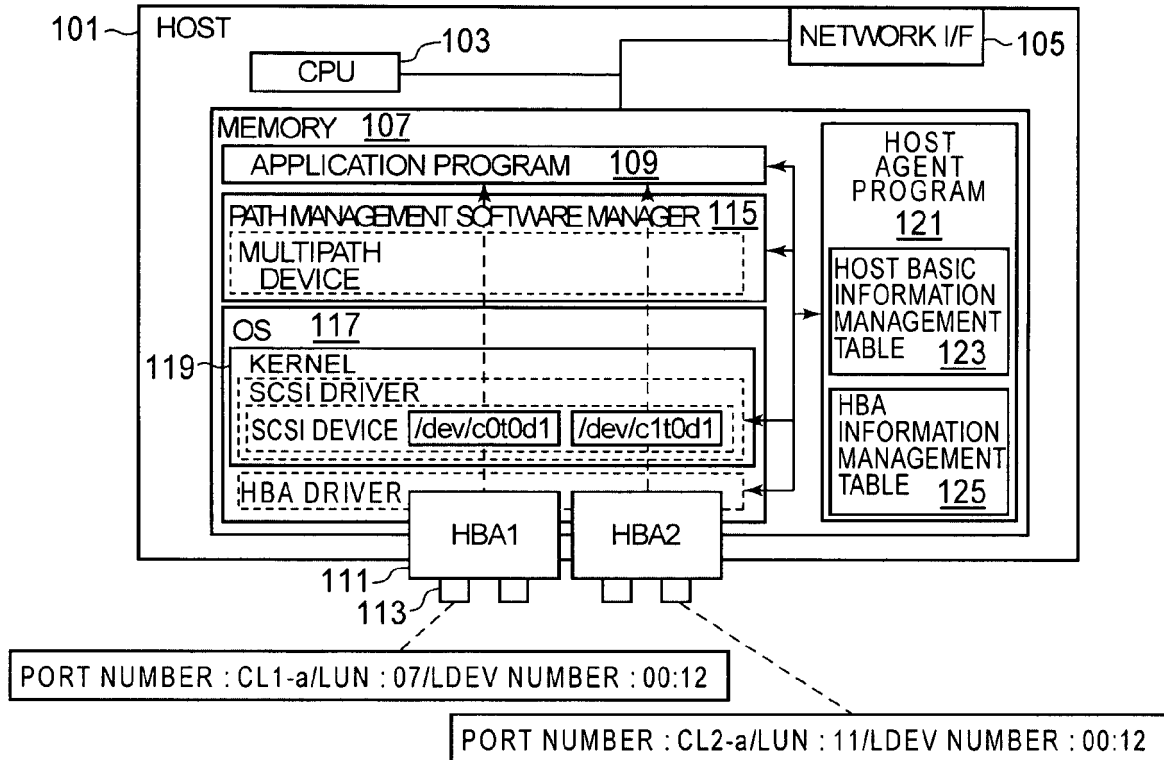 101
HOST
NETWORK I/F
105
103
CPU
MEMORY 107
APPLICATION PROGRAM 109
PATH MANAGEMENT SOFTWARE MANAGER 115
MULTIPATH
DEVICE
OS 117
119
KERNEL
SCSI DRIVER
SCSI DEVICE /dev/c0t0d1 /dev/c1t0d1
HBA DRIVER
HBA1 HBA2
111
113
HOST
AGENT
PROGRAM
121
HOST BASIC
INFORMATION
MANAGEMENT
TABLE 123
HBA
INFORMATION
MANAGEMENT
TABLE 125
PORT NUMBER : CL1-a/LUN : 07/LDEV NUMBER : 00:12
PORT NUMBER : CL2-a/LUN : 11/LDEV NUMBER : 00:12